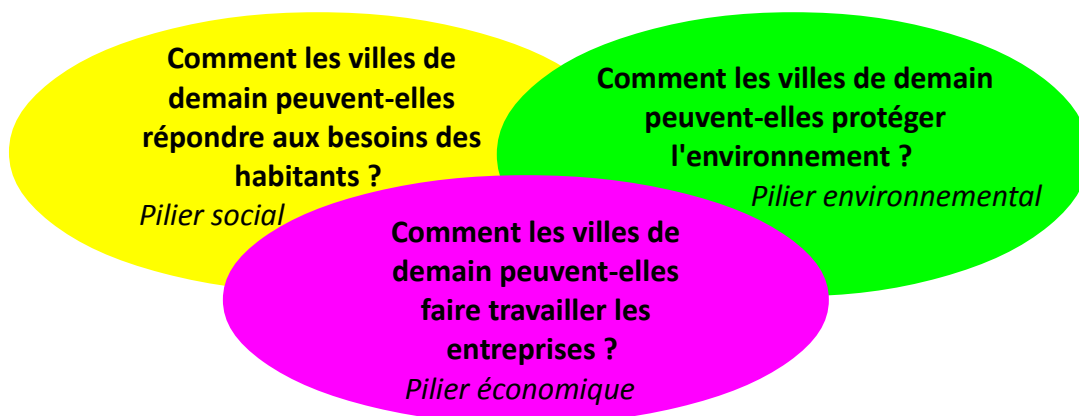 Comment les villes de
demain peuvent-elles
répondre aux besoins des
habitants ?
Pilier social
Comment les villes de demain
peuvent-elles protéger
l'environnement ?
Pilier environnemental
Comment les villes de
demain peuvent-elles
faire travailler les
entreprises ?
Pilier économique